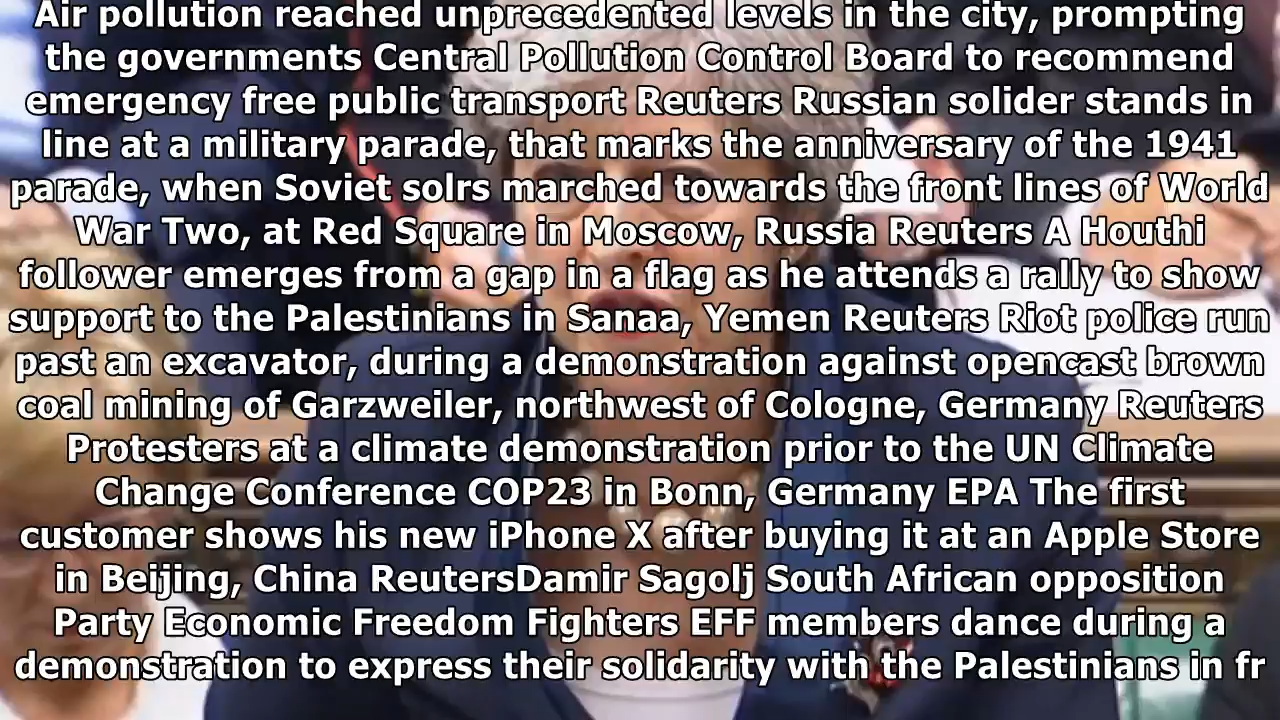 Air pollution reached unprecedented levels in the city, prompting
the governments Central Pollution Control Board to recommend
emergency free public transport Reuters Russian solider stands in
line at a military parade, that marks the anniversary of the 1941
parade, when Soviet solrs marched towards the front lines of World
War Two, at Red Square in Moscow, Russia Reuters A Houthi
follower emerges from a gap in a flag as he attends a rally to show
support to the Palestinians in Sanaa, Yemen Reuters Riot police run
past an excavator, during a demonstration against opencast brown
coal mining of Garzweiler, northwest of Cologne, Germany Reuters
Protesters at a climate demonstration prior to the UN Climate
Change Conference COP23 in Bonn, Germany EPA The first
customer shows his new iPhone X after buying it at an Apple Store
in Beijing, China ReutersDamir Sagolj South African opposition
Party Economic Freedom Fighters EFF members dance during a
demonstration to express their solidarity with the Palestinians in fr